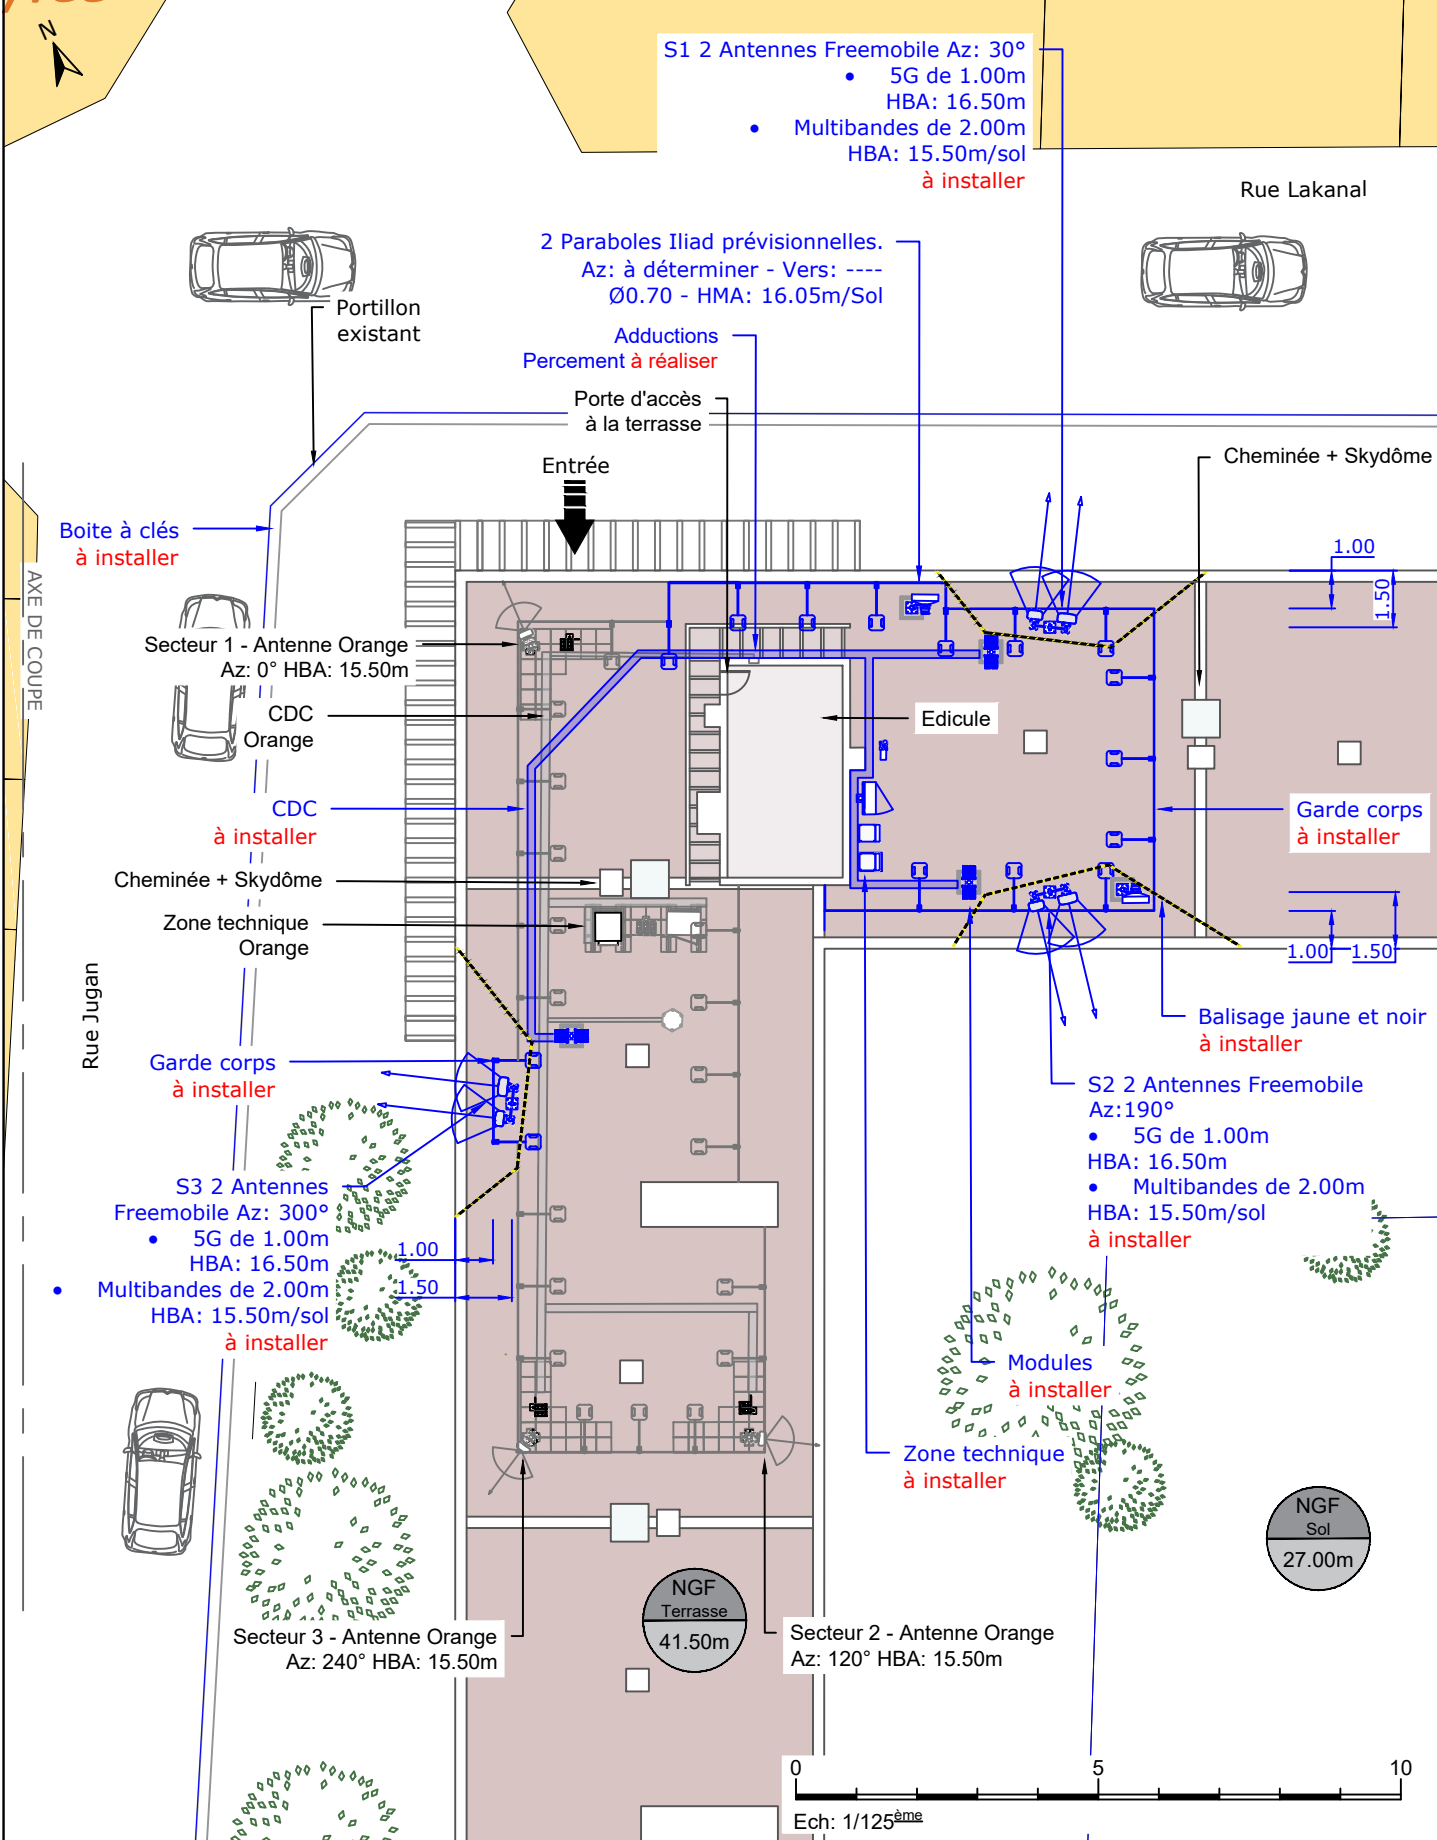 N
S1 2 Antennes Freemobile Az: 30°
• 5G de 1.00m
HBA: 16.50m
• Multibandes de 2.00m
HBA: 15.50m/sol
à installer
Rue Lakanal
2 Paraboles Iliad prévisionnelles.
Az: à déterminer - Vers: ----
Ø0.70 - HMA: 16.05m/Sol
Portillon
existant
Adductions
Percement à réaliser
Porte d'accès
à la terrasse
Entrée
Cheminée + Skydôme
Boite à clés
à installer
1.00
1.50
AXE DE COUPE
Secteur 1 - Antenne Orange
Az: 0° HBA: 15.50m
CDC
Orange
Edicule
CDC
à installer
Garde corps
à installer
Cheminée + Skydôme
Zone technique
Orange
1.00
1.50
Rue Jugan
Balisage jaune et noir
à installer
Garde corps
à installer
S2 2 Antennes Freemobile
Az:190°
• 5G de 1.00m
HBA: 16.50m
• Multibandes de 2.00m
HBA: 15.50m/sol
à installer
S3 2 Antennes
Freemobile Az: 300°
• 5G de 1.00m
HBA: 16.50m
• Multibandes de 2.00m
HBA: 15.50m/sol
à installer
1.00
1.50
Modules
à installer
Zone technique
à installer
NGF
Sol
27.00m
NGF
Terrasse
41.50m
Secteur 3 - Antenne Orange
Az: 240° HBA: 15.50m
Secteur 2 - Antenne Orange
Az: 120° HBA: 15.50m
0 5 10
Ech: 1/125ème